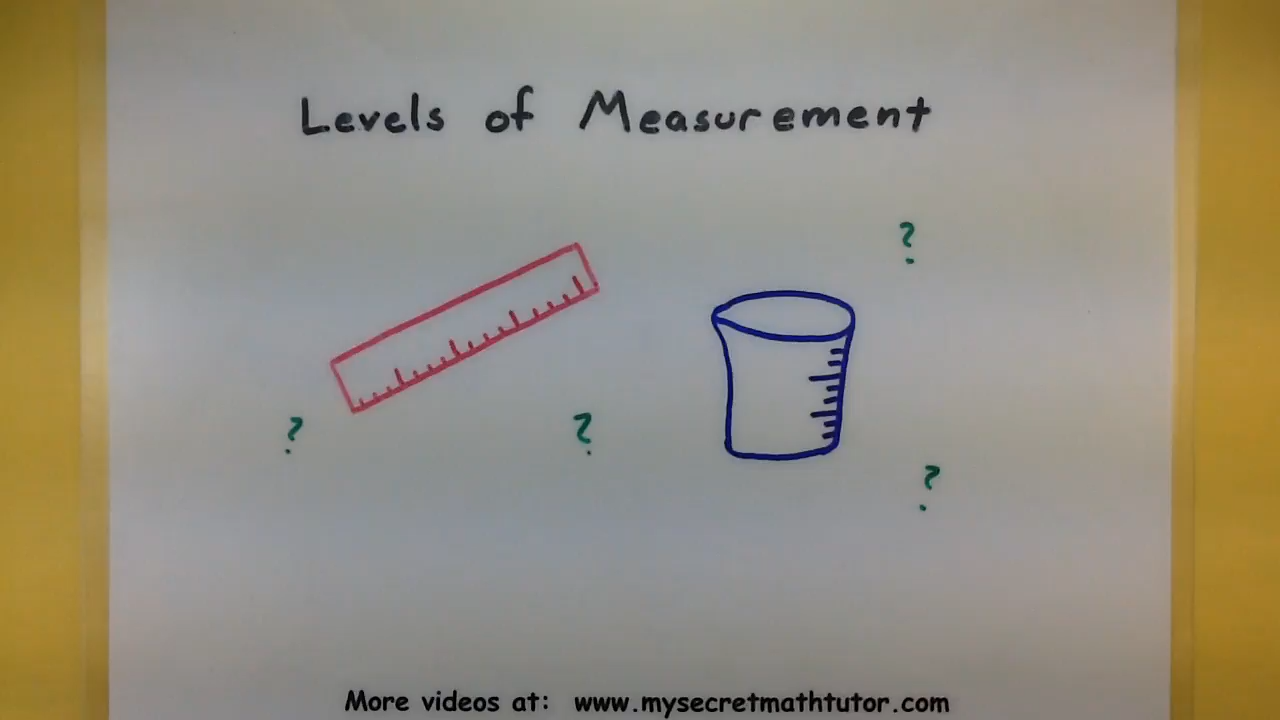 Levels of Measurement
?
? ?
?
More videos at: www.mysecretmathtutor.com